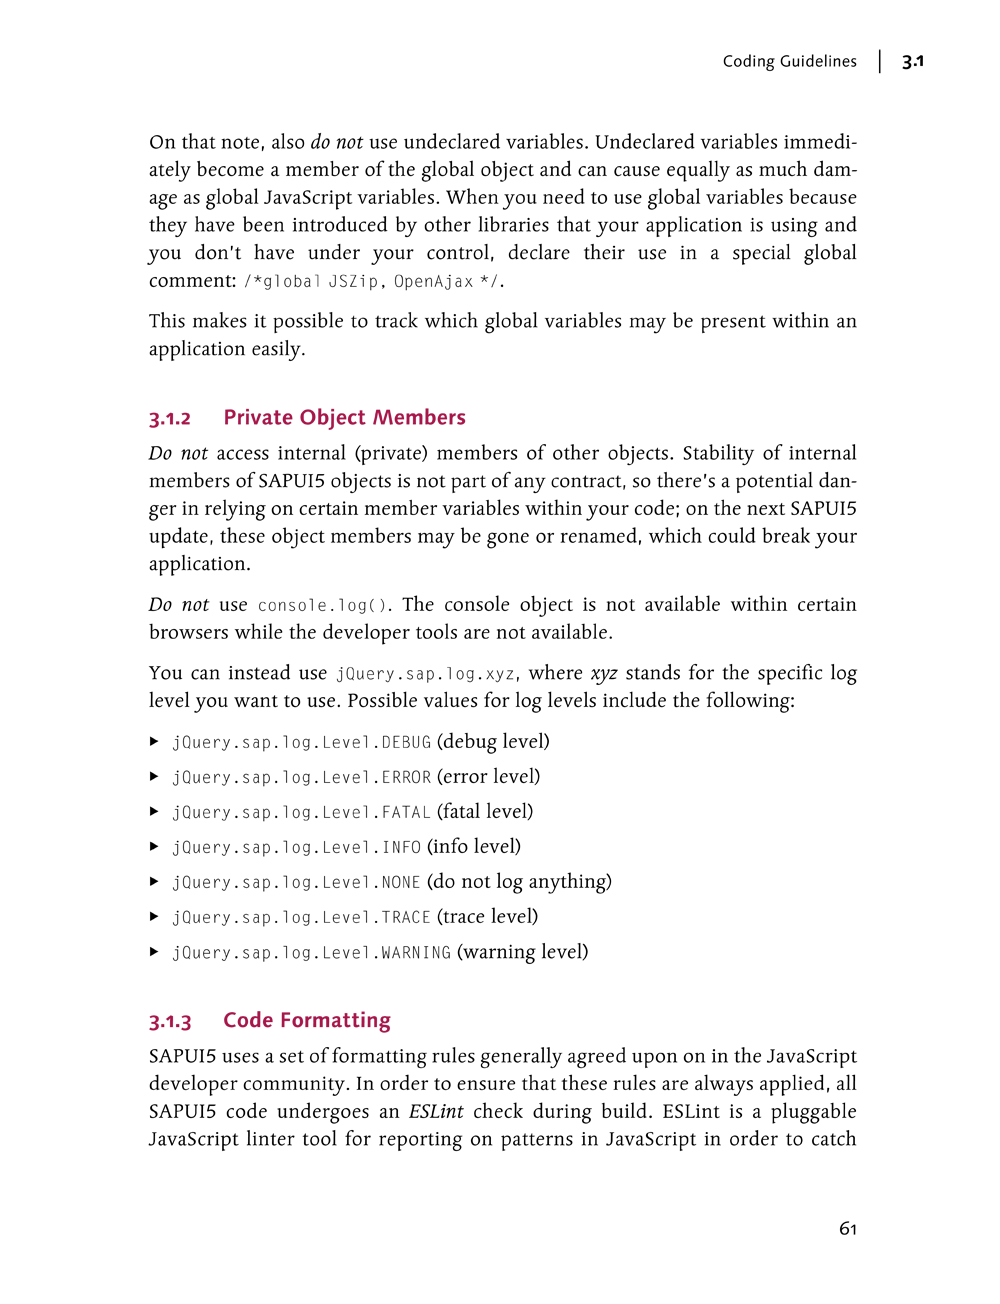 Coding Guidelines | 3.1
On that note, also do not use undeclared variables. Undeclared variables immedi-
ately become a member of the global object and can cause equally as much dam-
age as global JavaScript variables. When you need to use global variables because
they have been introduced by other libraries that your application is using and
you don't have under your control, declare their use in a special global
comment: /*global JSZip, OpenAjax */.
This makes it possible to track which global variables may be present within an
application easily.
3.1.2 Private Object Members
Do not access internal (private) members of other objects. Stability of internal
members of SAPUI5 objects is not part of any contract, so there's a potential dan-
ger in relying on certain member variables within your code; on the next SAPUI5
update, these object members may be gone or renamed, which could break your
application.
Do not use console.log(). The console object is not available within certain
browsers while the developer tools are not available.
You can instead use jQuery.sap.log.xyz, where xyz stands for the specific log
level you want to use. Possible values for log levels include the following:
▶ jQuery.sap.log.Level.DEBUG (debug level)
▶ jQuery.sap.log.Level.ERROR (error level)
▶ jQuery.sap.log.Level.FATAL (fatal level)
▶ jQuery.sap.log.Level.INFO (info level)
▶ jQuery.sap.log.Level.NONE (do not log anything)
▶ jQuery.sap.log.Level.TRACE (trace level)
▶ jQuery.sap.log.Level.WARNING (warning level)
3.1.3 Code Formatting
SAPUI5 uses a set of formatting rules generally agreed upon on in the JavaScript
developer community. In order to ensure that these rules are always applied, all
SAPUI5 code undergoes an ESLint check during build. ESLint is a pluggable
JavaScript linter tool for reporting on patterns in JavaScript in order to catch
61